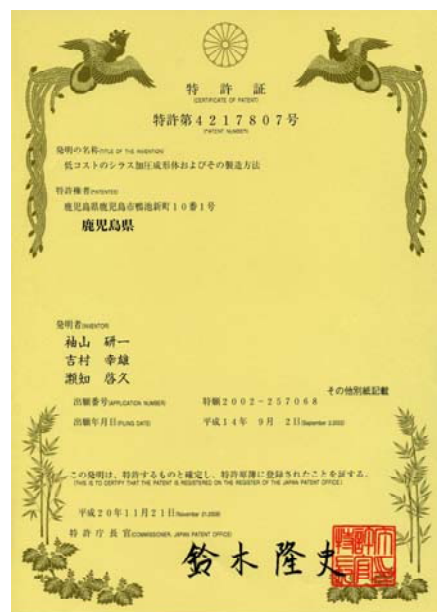 特許証
(CERTIFICATE OF PATENT)
特許第4217807号
(PATENT NUMBER)
発明の名称(TITLE OF THE INVENTION)
低コストのシラス加圧成形体およびその製造方法
特許権者(PATENTEE)
鹿児島県鹿児島市鴨池新町10番1号
鹿児島県
発明者(INVENTOR)
袖山 研一
吉村 幸雄
瀬知 啓久
その他別紙記載
出願番号(APPLICATION NUMBER) 特願2002-257068
出願年月日(FILING DATE) 平成14年 9月 2日(September 2,2002)
この発明は、特許するものと確定し、特許原簿に登録されたことを証する。
(THIS IS TO CERTIFY THAT THE PATENT IS REGISTERED ON THE REGISTER OF THE JAPAN PATENT OFFICE.)
平成20年11月21日(November 21,2008)
特許庁長官(COMMISSIONER, JAPAN PATENT OFFICE)
鈴木隆史